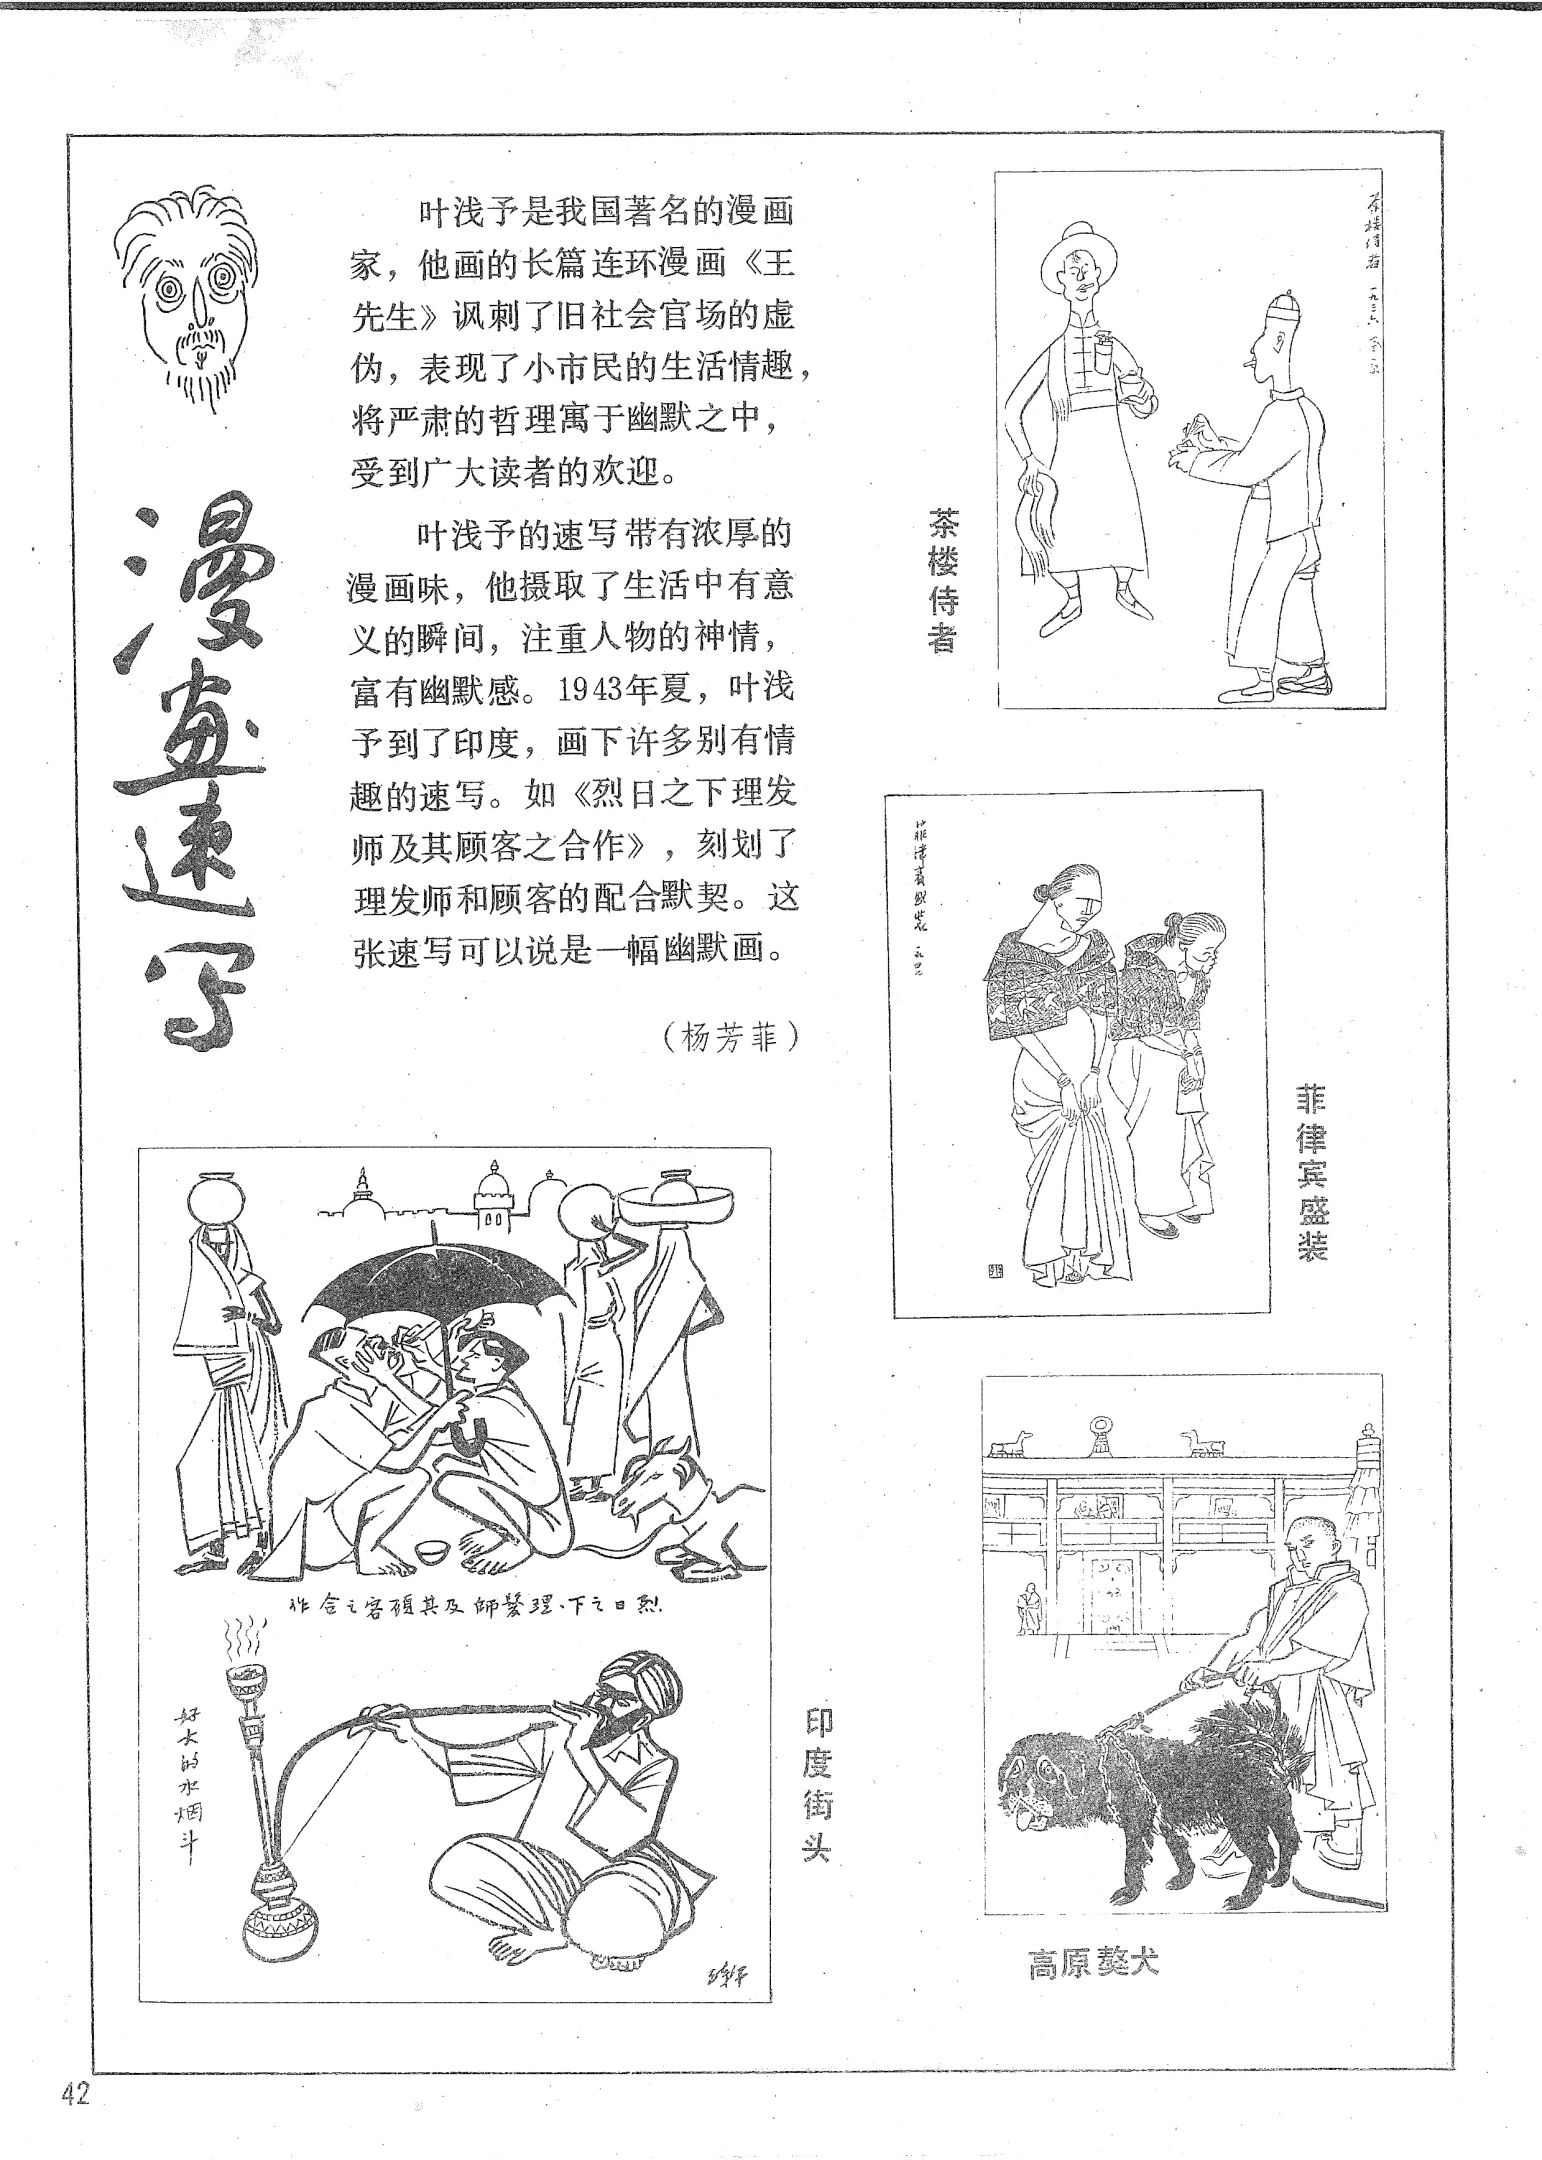 漫画速写
叶浅予是我国著名的漫画
家，他画的长篇连环漫画《王
先生》讽刺了旧社会官场的虚
伪，表现了小市民的生活情趣，
将严肃的哲理寓于幽默之中，
受到广大读者的欢迎。
叶浅予的速写带有浓厚的
漫画味，他摄取了生活中有意
义的瞬间，注重人物的神情，
富有幽默感。1943年夏，叶浅
予到了印度，画下许多别有情
趣的速写。如《烈日之下理发
师及其顾客之合作》，刻划了
理发师和顾客的配合默契。这
张速写可以说是一幅幽默画。
（杨芳菲）
茶楼侍者 一九三六
茶楼侍者
菲律宾盛装 一九四七
菲律宾盛装
烈日之下、理髮師及其顧客之合作
好大的水烟斗
印度街头
高原獒犬
42